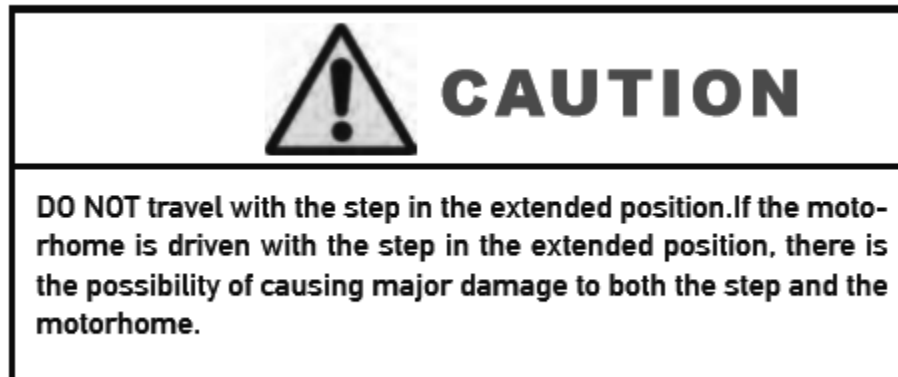 CAUTION
DO NOT travel with the step in the extended position.If the moto-
rhome is driven with the step in the extended position, there is
the possibility of causing major damage to both the step and the
motorhome.